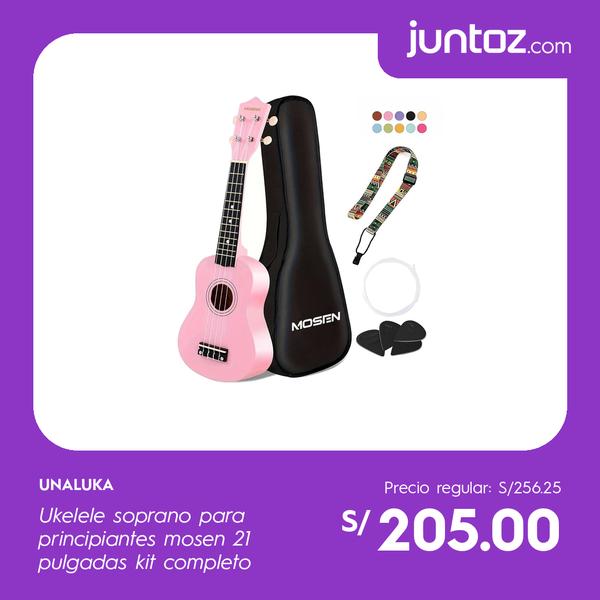 juntoz.com
MOSEN
MOSEN
UNALUKA
Ukelele soprano para
principiantes mosen 21
pulgadas kit completo
Precio regular: S/256.25
S/ 205.00